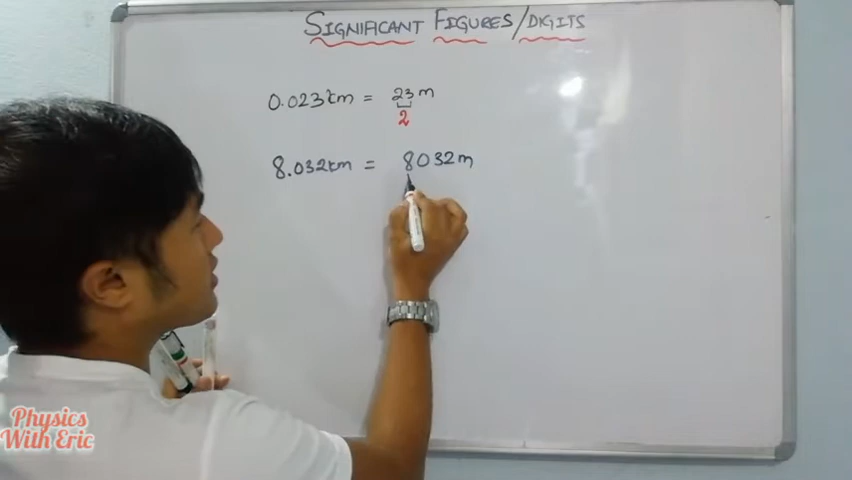 SIGNIFICANT FIGURES/DIGITS
0.023km = 23m
2
8.032km = 8032m
Physics
With Eric